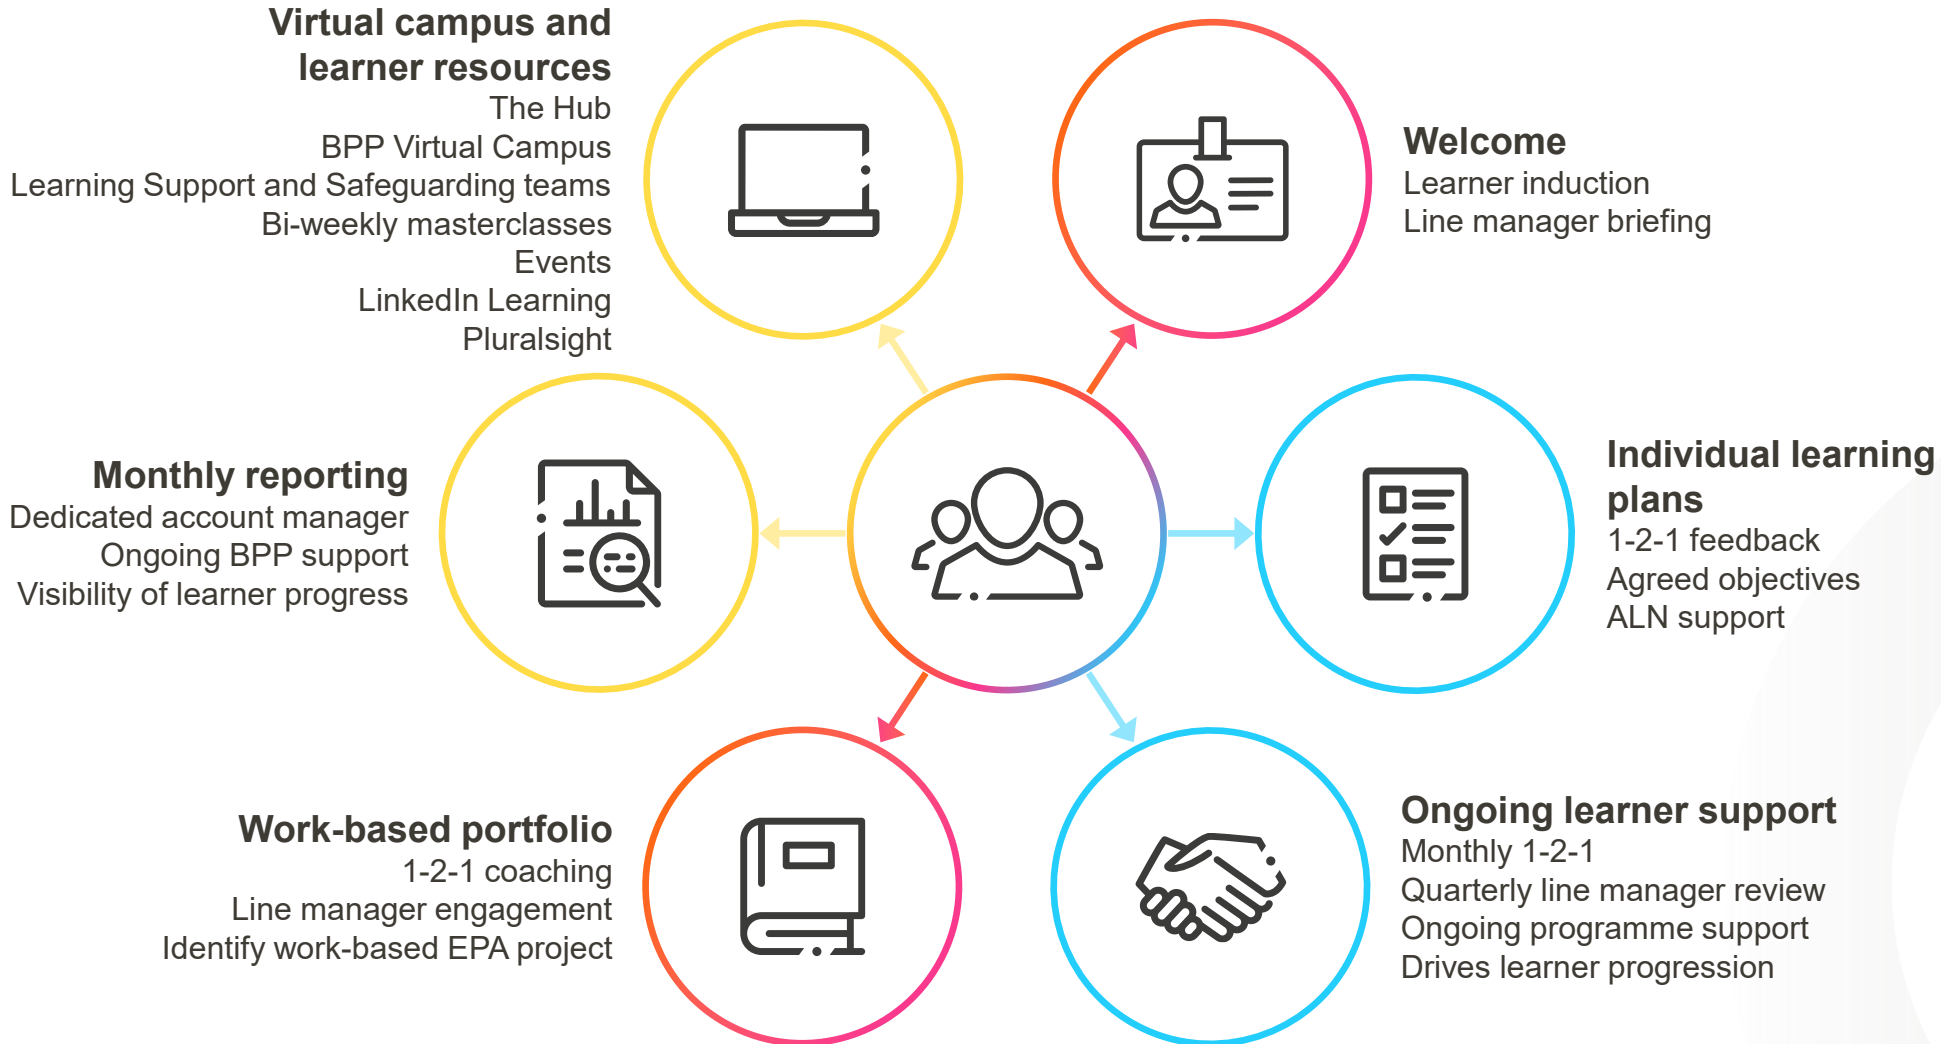 Virtual campus and
learner resources
The Hub
BPP Virtual Campus
Learning Support and Safeguarding teams
Bi-weekly masterclasses
Events
LinkedIn Learning
Pluralsight
Welcome
Learner induction
Line manager briefing
Monthly reporting
Dedicated account manager
Ongoing BPP support
Visibility of learner progress
Individual learning
plans
1-2-1 feedback
Agreed objectives
ALN support
Work-based portfolio
1-2-1 coaching
Line manager engagement
Identify work-based EPA project
Ongoing learner support
Monthly 1-2-1
Quarterly line manager review
Ongoing programme support
Drives learner progression